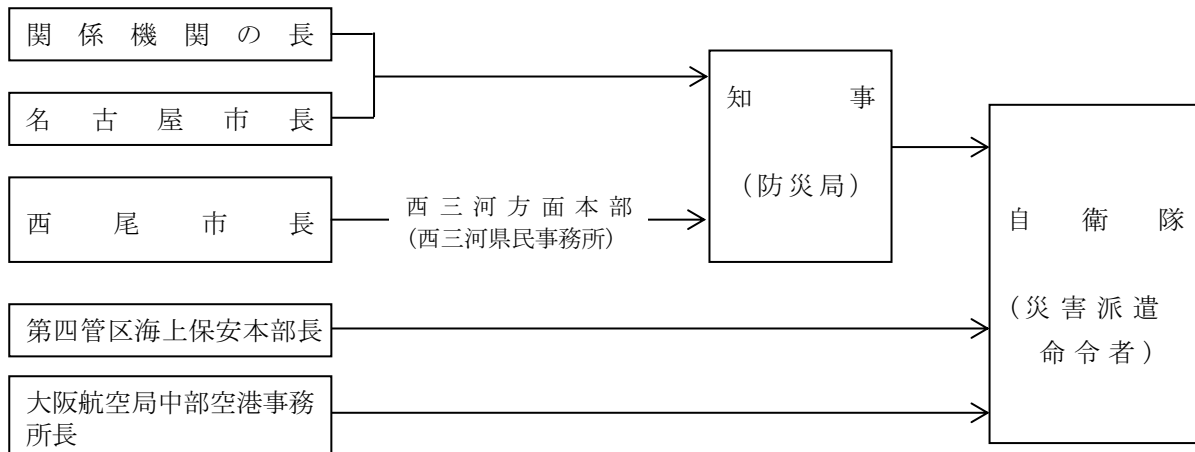 関係機関の長
名古屋市長
西尾市長
西三河方面本部
(西三河県民事務所)
第四管区海上保安本部長
大阪航空局中部空港事務
所長
知事
(防災局)
自衛隊
(災害派遣
命令者)